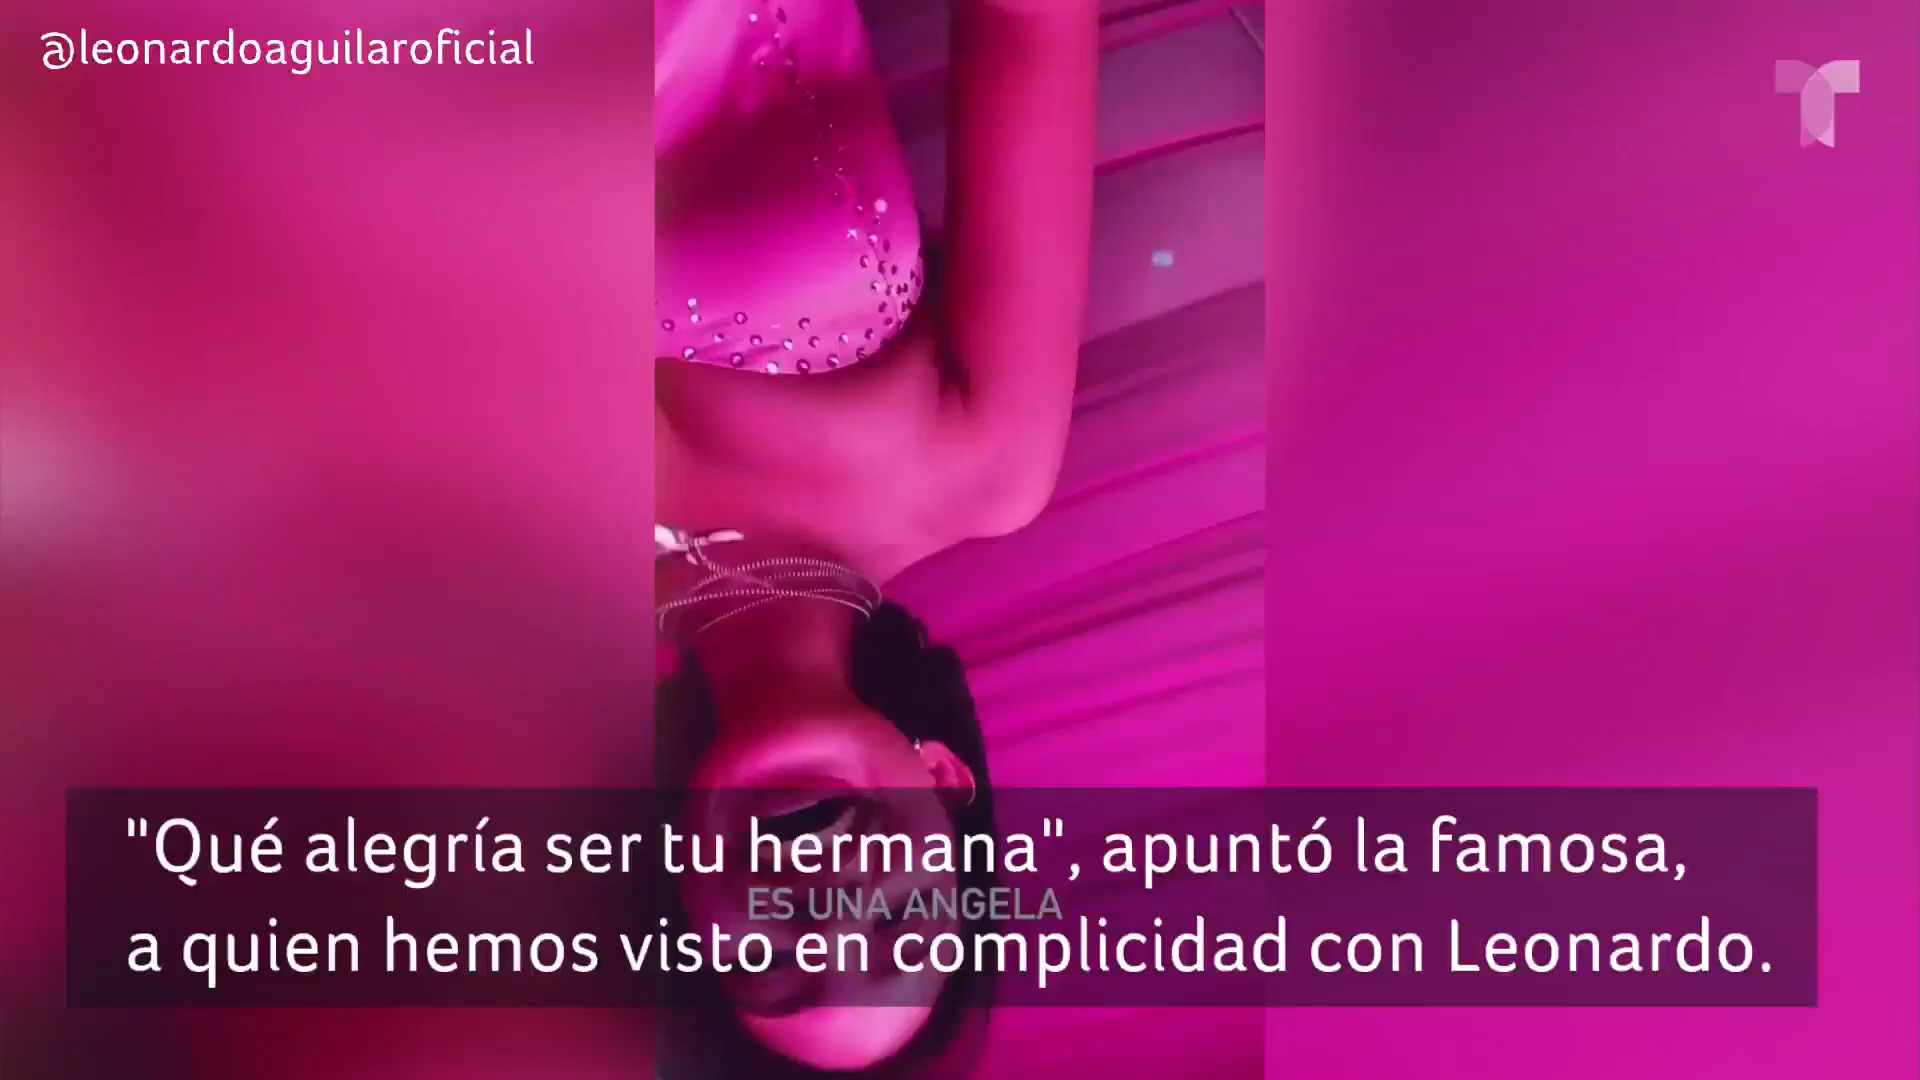 @leonardoaguilaroficial
"Qué alegría ser tu hermana", apuntó la famosa,
ES UNA ANGELA
a quien hemos visto en complicidad con Leonardo.